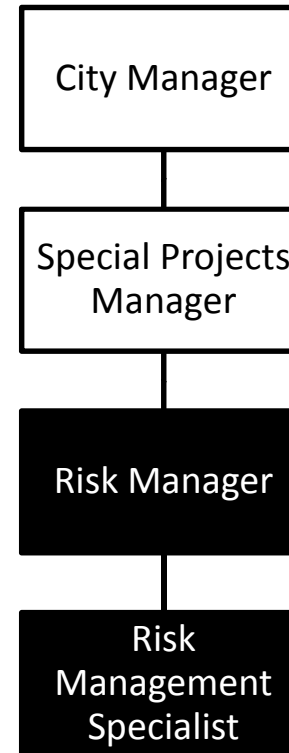 City Manager
Special Projects
Manager
Risk Manager
Risk
Management
Specialist